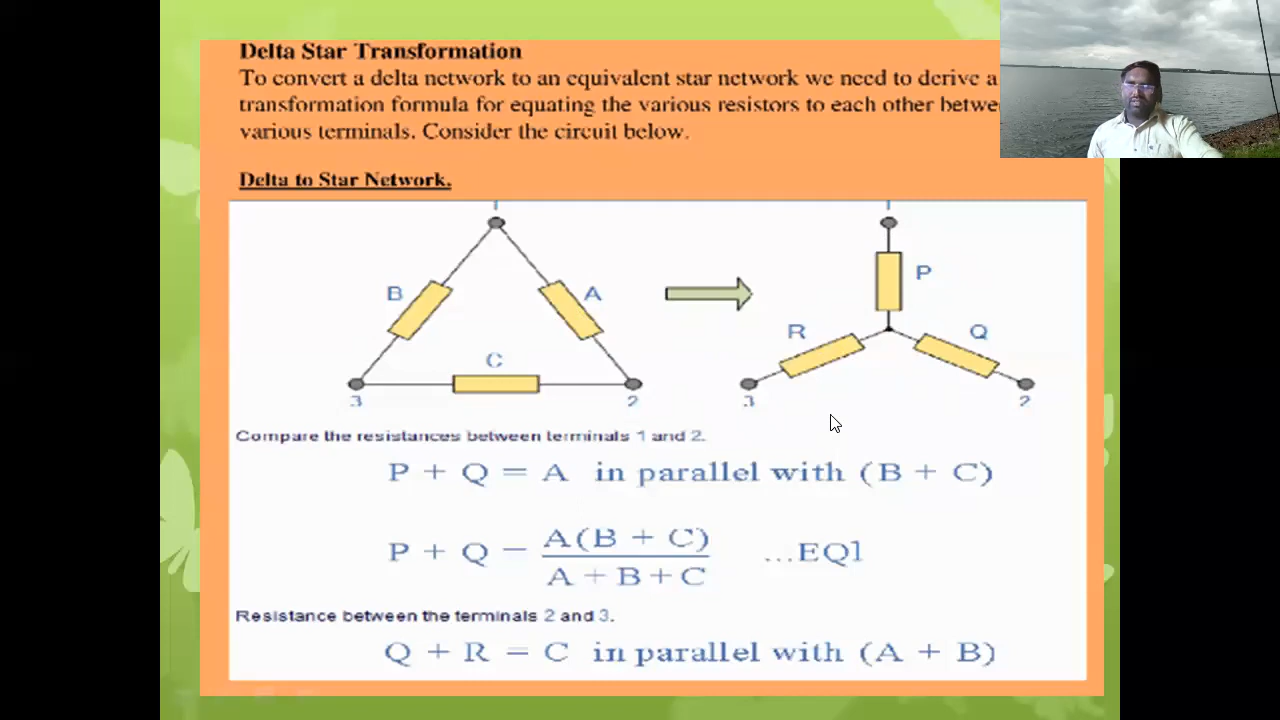 Delta Star Transformation
To convert a delta network to an equivalent star network we need to derive a
transformation formula for equating the various resistors to each other betwe
various terminals. Consider the circuit below.
Delta to Star Network.
1
1
B
A
P
C
R
Q
3
2
3
2
Compare the resistances between terminals 1 and 2.
P + Q = A in parallel with (B + C)
P + Q = A(B + C) / A + B + C ...EQ1
Resistance between the terminals 2 and 3.
Q + R = C in parallel with (A + B)